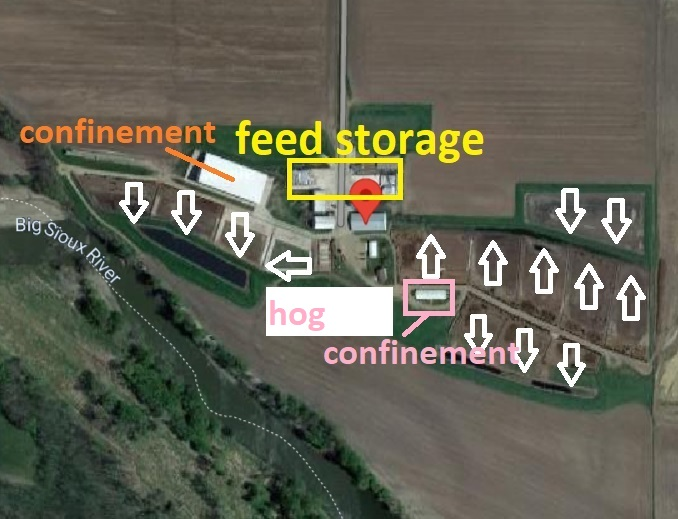 confinement
feed storage
Big Sioux River
hog
confinement